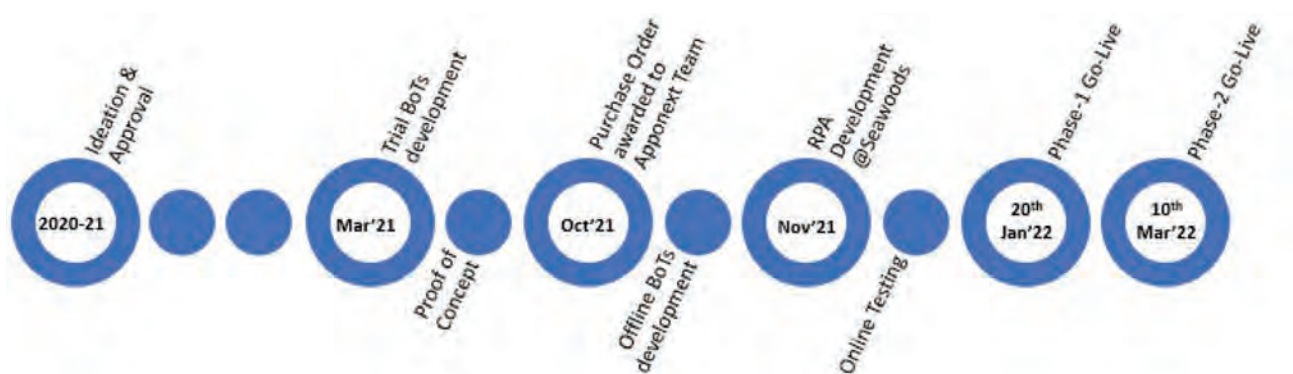 Ideation &
Approval
2020-21
Trial BoTs
development
Mar'21
Proof of
Concept
Purchase Order
awarded to
Apponext Team
Oct'21
Offline BoTs
development
RPA
Development
@Seawoods
Nov'21
Online Testing
Phase-1 Go-Live
20th
Jan'22
Phase-2 Go-Live
10th
Mar'22